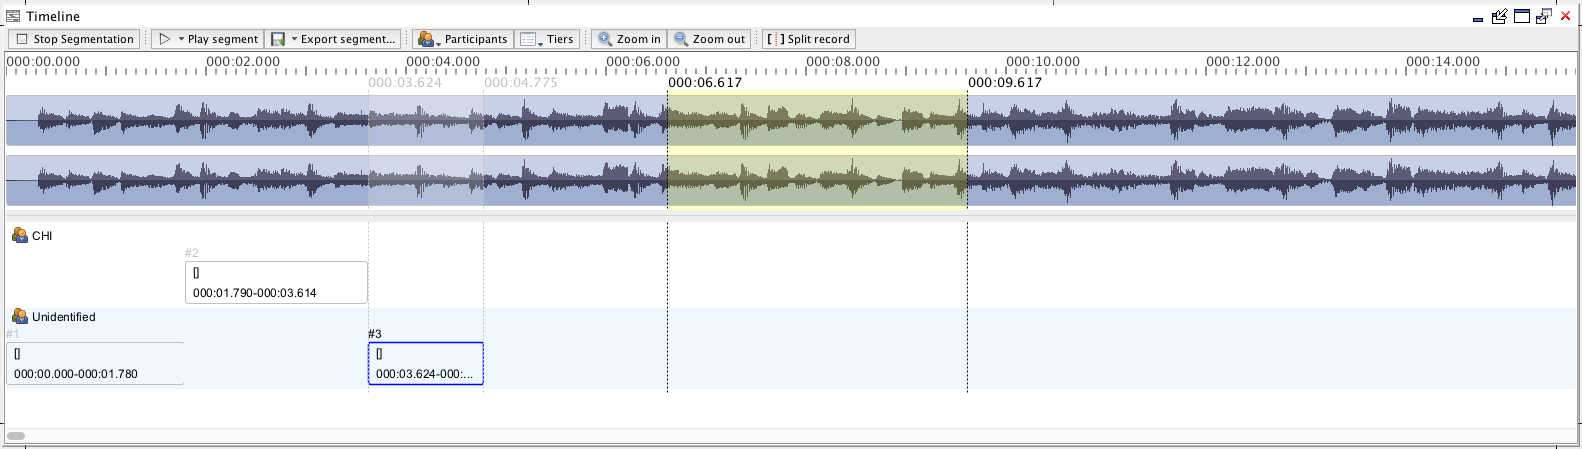 Timeline
Stop Segmentation Play segment Export segment... Participants Tiers Zoom in Zoom out [ ] Split record
000:00.000 000:02.000 000:04.000 000:06.000 000:08.000 000:10.000 000:12.000 000:14.000
000:03.624 000:04.775 000:06.617 000:09.617
CHI
#2
[]
000:01.790-000:03.614
Unidentified
#1 #3
[] []
000:00.000-000:01.780 000:03.624-000:...